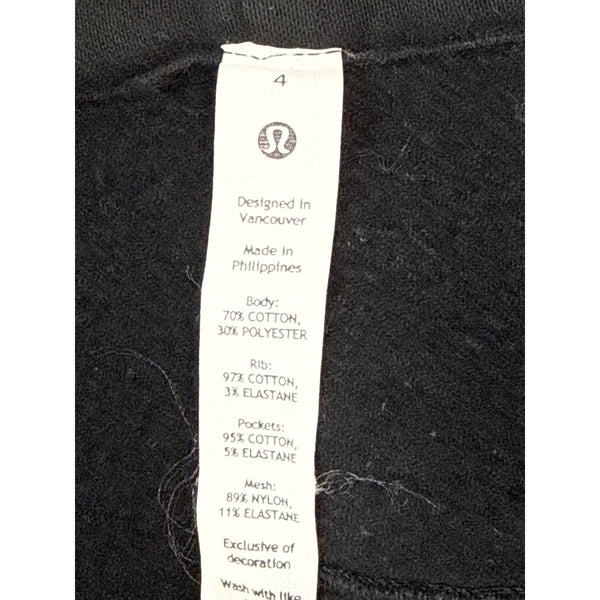 4
Designed in
Vancouver
Made in
Philippines
Body:
70% COTTON,
30% POLYESTER
Rib:
97% COTTON,
3% ELASTANE
Pockets:
95% COTTON,
5% ELASTANE
Mesh:
89% NYLON,
11% ELASTANE
Exclusive of
decoration
Wash with like